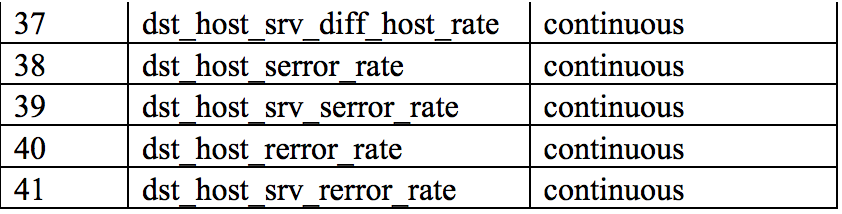 37 dst_host_srv_diff_host_rate continuous
38 dst_host_serror_rate continuous
39 dst_host_srv_serror_rate continuous
40 dst_host_rerror_rate continuous
41 dst_host_srv_rerror_rate continuous